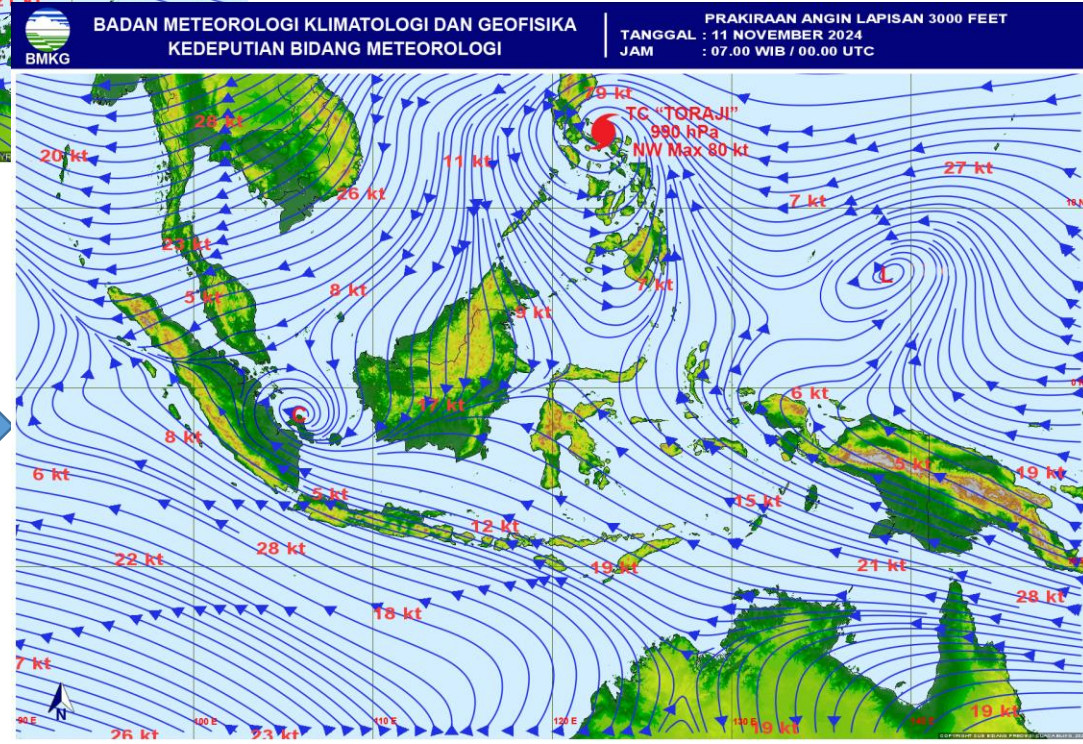 BMKG
BADAN METEOROLOGI KLIMATOLOGI DAN GEOFISIKA
KEDEPUTIAN BIDANG METEOROLOGI
PRAKIRAAN ANGIN LAPISAN 3000 FEET
TANGGAL : 11 NOVEMBER 2024
JAM : 07.00 WIB / 00.00 UTC
79 kt
TC "TORAJI"
990 hPa
NW Max 80 kt
28 kt
20 kt
11 kt
27 kt
26 kt
7 kt
10 N
23 kt
L
5 kt
8 kt
7 kt
9 kt
6 kt
17 kt
C
8 kt
5 kt
19 kt
6 kt
5 kt
15 kt
12 kt
28 kt
22 kt
19 kt
21 kt
28 kt
18 kt
7 kt
90 E
100 E
110 E
120 E
130 E
19 kt
19 kt
N
26 kt
23 kt